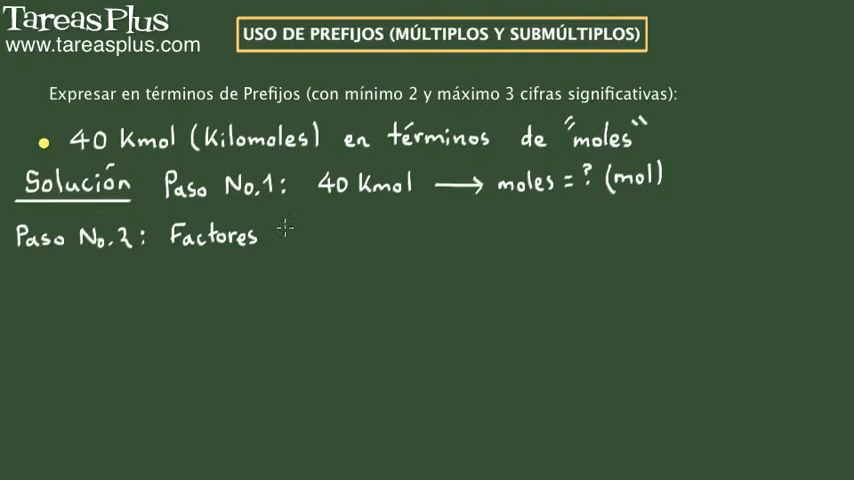 TareasPlus
www.tareasplus.com
USO DE PREFIJOS (MÚLTIPLOS Y SUBMÚLTIPLOS)
Expresar en términos de Prefijos (con mínimo 2 y máximo 3 cifras significativas):
• 40 Kmol (Kilomoles) en términos de "moles"
Solución Paso No.1: 40 Kmol → moles = ? (mol)
Paso No.2: Factores